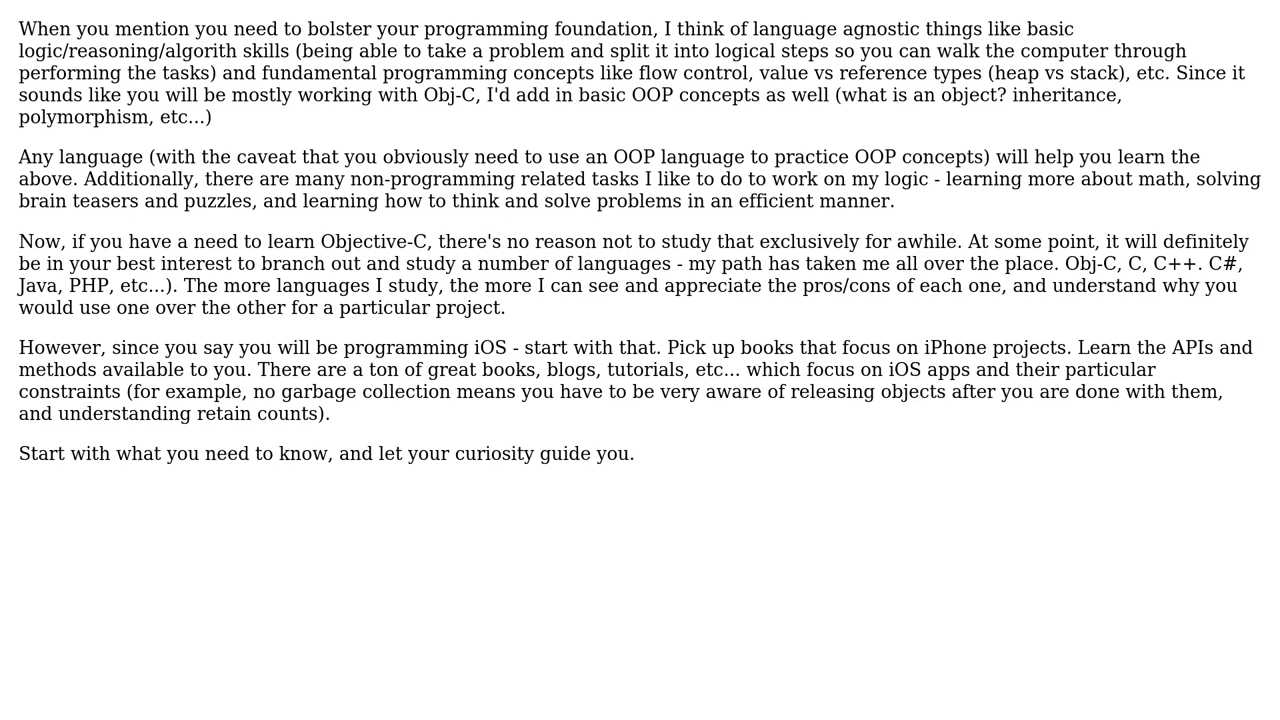 When you mention you need to bolster your programming foundation, I think of language agnostic things like basic
logic/reasoning/algorith skills (being able to take a problem and split it into logical steps so you can walk the computer through
performing the tasks) and fundamental programming concepts like flow control, value vs reference types (heap vs stack), etc. Since it
sounds like you will be mostly working with Obj-C, I'd add in basic OOP concepts as well (what is an object? inheritance,
polymorphism, etc...)
Any language (with the caveat that you obviously need to use an OOP language to practice OOP concepts) will help you learn the
above. Additionally, there are many non-programming related tasks I like to do to work on my logic - learning more about math, solving
brain teasers and puzzles, and learning how to think and solve problems in an efficient manner.
Now, if you have a need to learn Objective-C, there's no reason not to study that exclusively for awhile. At some point, it will definitely
be in your best interest to branch out and study a number of languages - my path has taken me all over the place. Obj-C, C, C++. C#,
Java, PHP, etc...). The more languages I study, the more I can see and appreciate the pros/cons of each one, and understand why you
would use one over the other for a particular project.
However, since you say you will be programming iOS - start with that. Pick up books that focus on iPhone projects. Learn the APIs and
methods available to you. There are a ton of great books, blogs, tutorials, etc... which focus on iOS apps and their particular
constraints (for example, no garbage collection means you have to be very aware of releasing objects after you are done with them,
and understanding retain counts).
Start with what you need to know, and let your curiosity guide you.